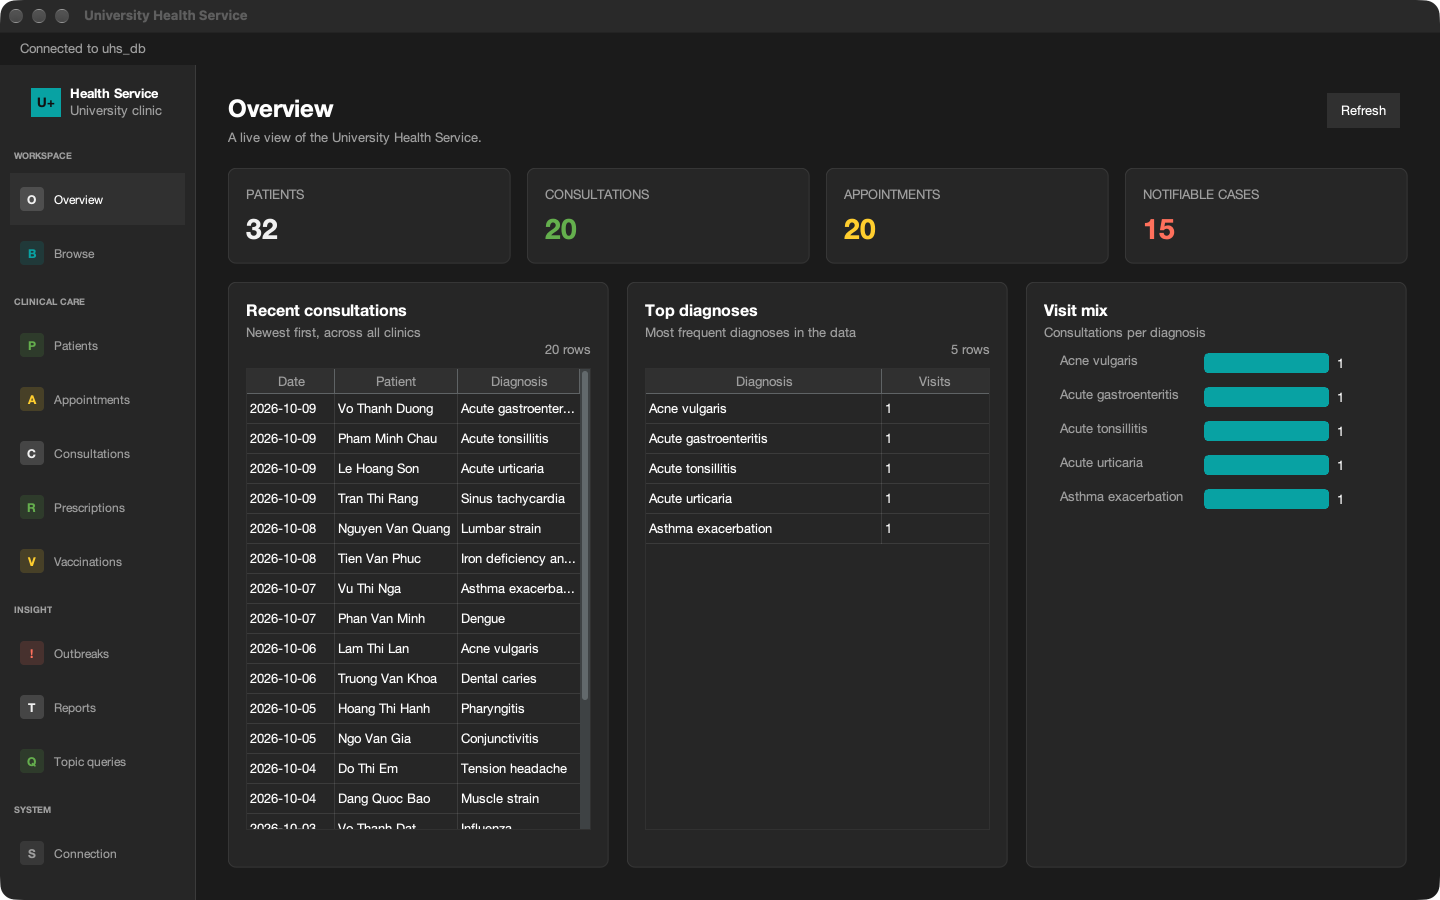 University Health Service
Connected to uhs_db
U+
Health Service
University clinic
WORKSPACE
O Overview
B Browse
CLINICAL CARE
P Patients
A Appointments
C Consultations
R Prescriptions
V Vaccinations
INSIGHT
! Outbreaks
T Reports
Q Topic queries
SYSTEM
S Connection
Overview
A live view of the University Health Service.
Refresh
PATIENTS
32
CONSULTATIONS
20
APPOINTMENTS
20
NOTIFIABLE CASES
15
Recent consultations
Newest first, across all clinics
20 rows
Date Patient Diagnosis
2026-10-09 Vo Thanh Duong Acute gastroenter...
2026-10-09 Pham Minh Chau Acute tonsillitis
2026-10-09 Le Hoang Son Acute urticaria
2026-10-09 Tran Thi Rang Sinus tachycardia
2026-10-08 Nguyen Van Quang Lumbar strain
2026-10-08 Tien Van Phuc Iron deficiency an...
2026-10-07 Vu Thi Nga Asthma exacerba...
2026-10-07 Phan Van Minh Dengue
2026-10-06 Lam Thi Lan Acne vulgaris
2026-10-06 Truong Van Khoa Dental caries
2026-10-05 Hoang Thi Hanh Pharyngitis
2026-10-05 Ngo Van Gia Conjunctivitis
2026-10-04 Do Thi Em Tension headache
2026-10-04 Dang Quoc Bao Muscle strain
2026-10-03 Vo Thanh Dat Influenza
Top diagnoses
Most frequent diagnoses in the data
5 rows
Diagnosis Visits
Acne vulgaris 1
Acute gastroenteritis 1
Acute tonsillitis 1
Acute urticaria 1
Asthma exacerbation 1
Visit mix
Consultations per diagnosis
Acne vulgaris 1
Acute gastroenteritis 1
Acute tonsillitis 1
Acute urticaria 1
Asthma exacerbation 1